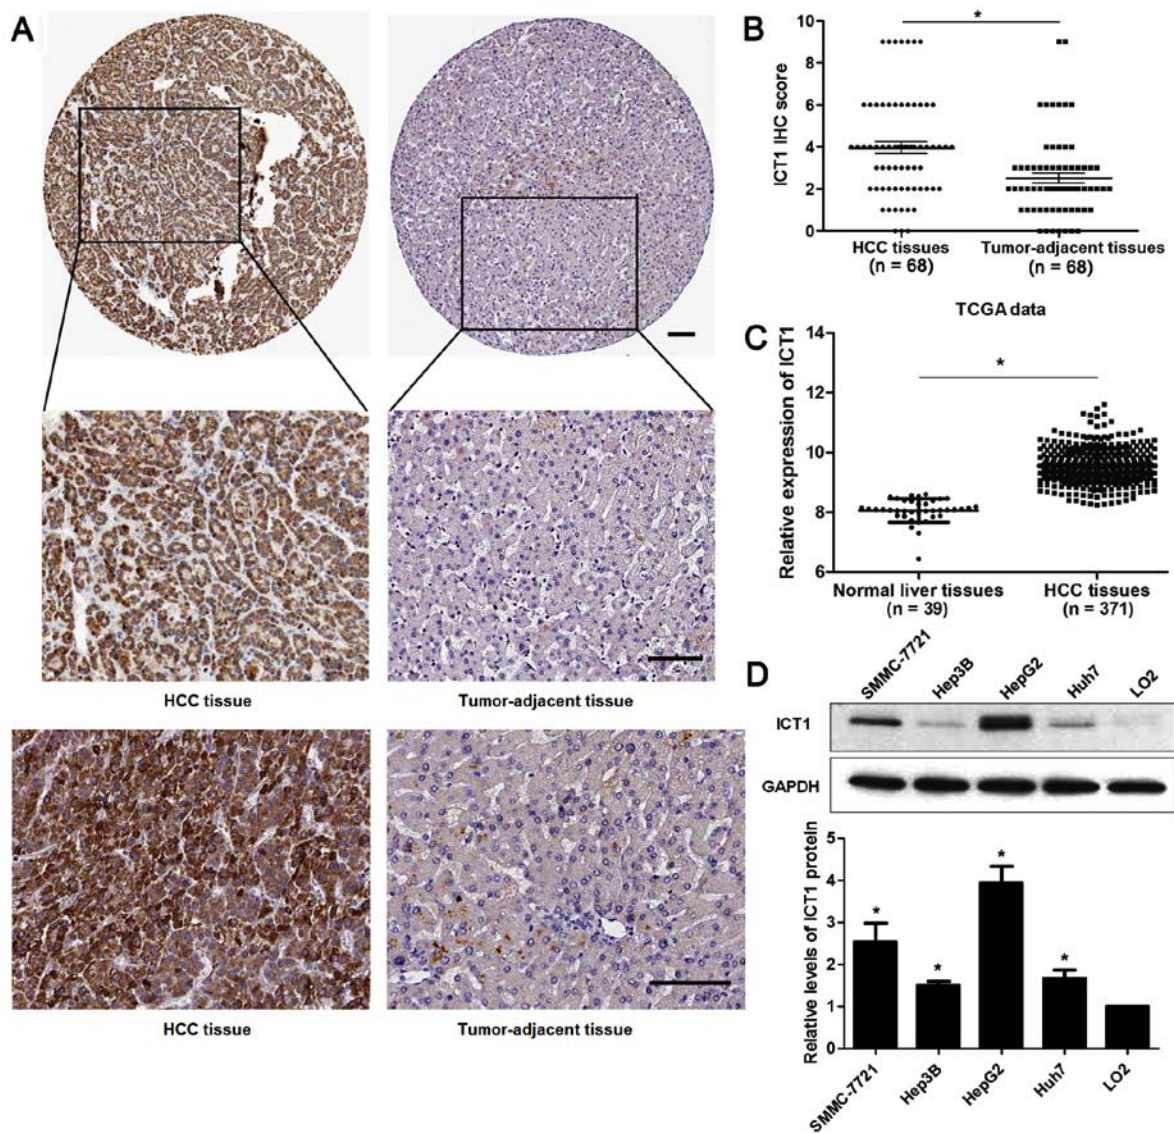 A
HCC tissue
Tumor-adjacent tissue
HCC tissue
Tumor-adjacent tissue
B
*
ICT1 IHC score
10
8
6
4
2
0
HCC tissues
(n = 68)
Tumor-adjacent tissues
(n = 68)
C
TCGA data
*
Relative expression of ICT1
14
12
10
8
6
Normal liver tissues
(n = 39)
HCC tissues
(n = 371)
D
SMMC-7721 Hep3B HepG2 Huh7 LO2
ICT1
GAPDH
Relative levels of ICT1 protein
5
4
3
2
1
0
* * * *
SMMC-7721 Hep3B HepG2 Huh7 LO2